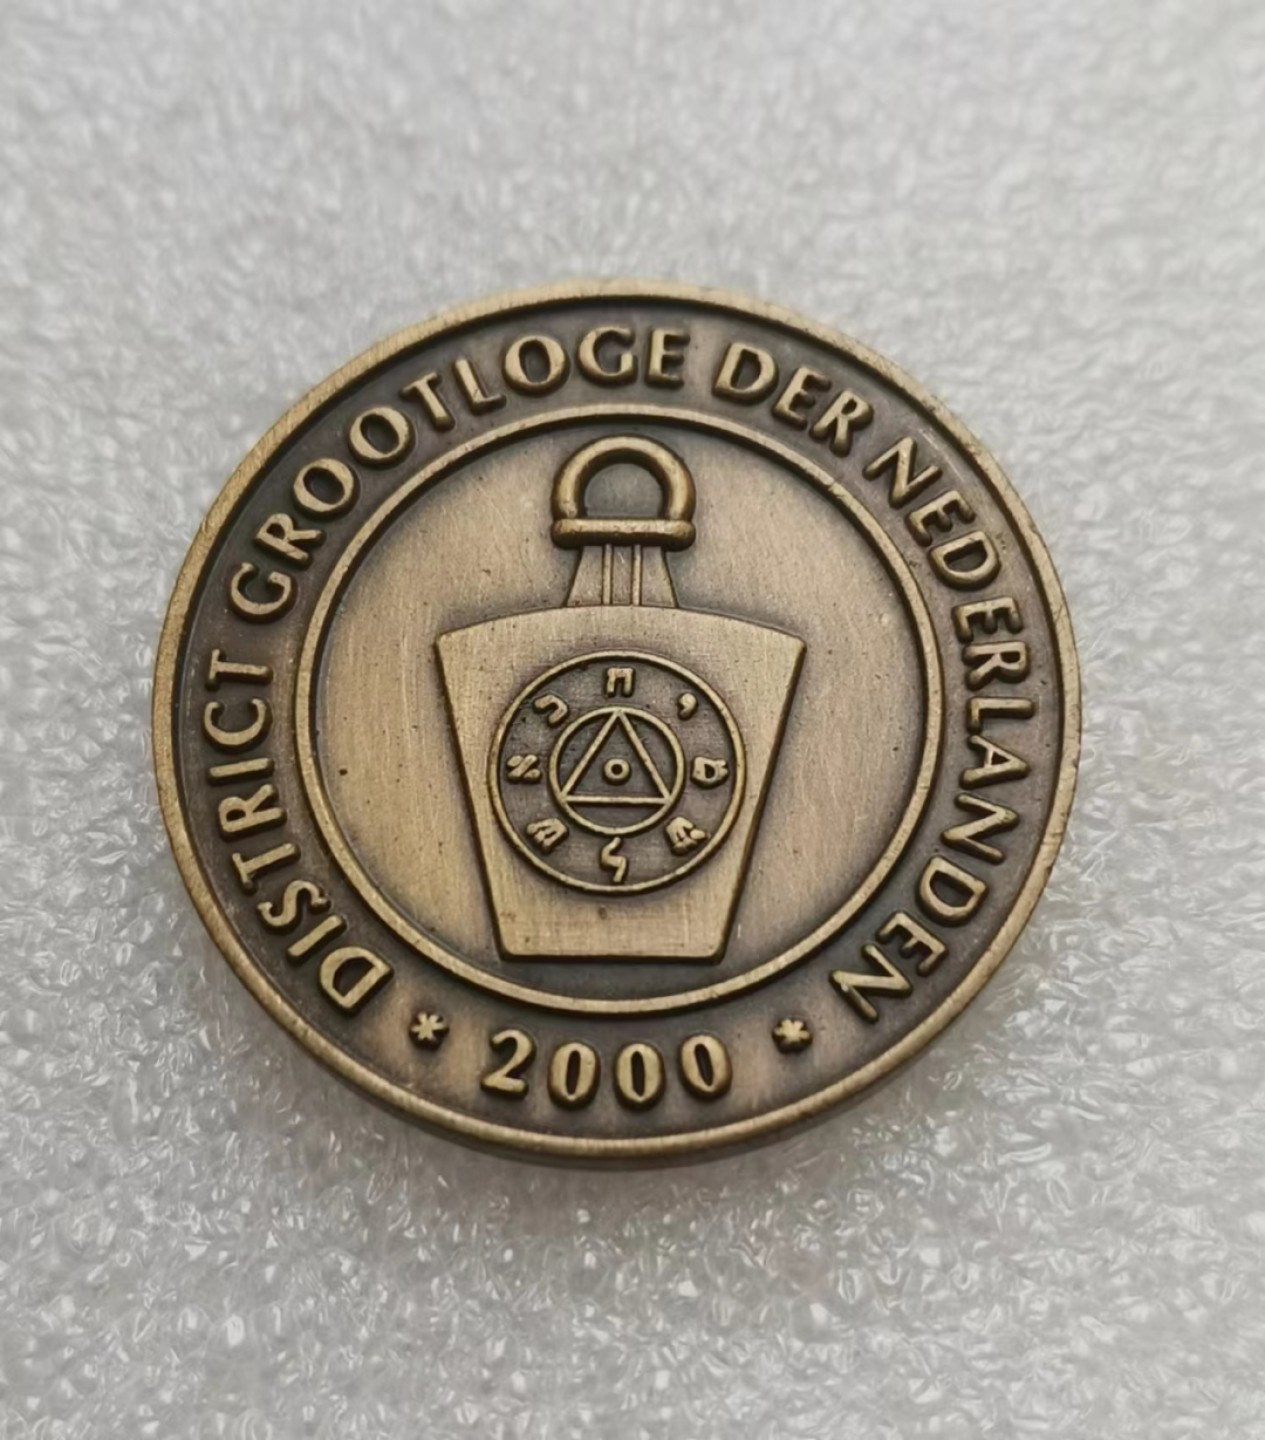 DISTRICT GROOTLOGE DER NEDERLANDEN
* 2000 *